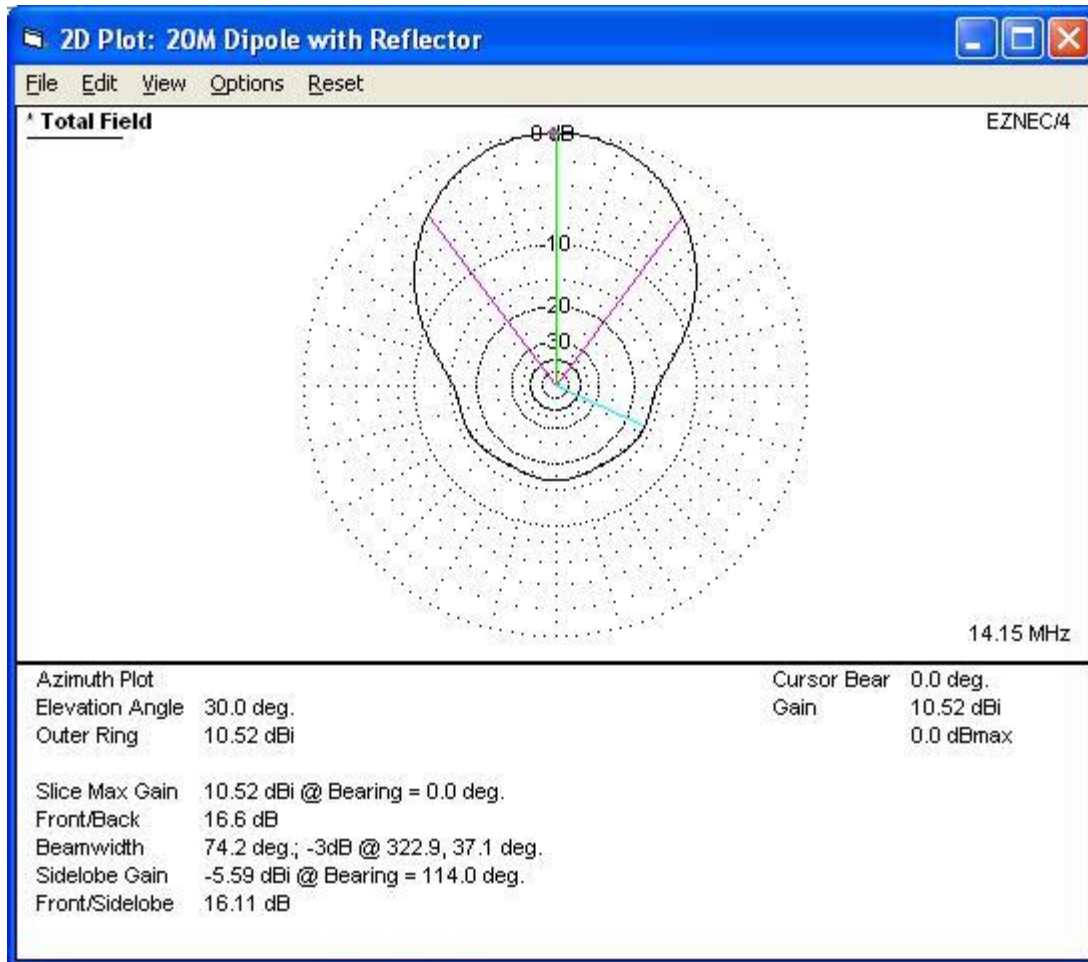 2D Plot: 20M Dipole with Reflector
File Edit View Options Reset
* Total Field
EZNEC/4
0 dB
-10
-20
-30
14.15 MHz
Azimuth Plot
Elevation Angle 30.0 deg.
Outer Ring 10.52 dBi
Cursor Bear 0.0 deg.
Gain 10.52 dBi
0.0 dBmax
Slice Max Gain 10.52 dBi @ Bearing = 0.0 deg.
Front/Back 16.6 dB
Beamwidth 74.2 deg.; -3dB @ 322.9, 37.1 deg.
Sidelobe Gain -5.59 dBi @ Bearing = 114.0 deg.
Front/Sidelobe 16.11 dB